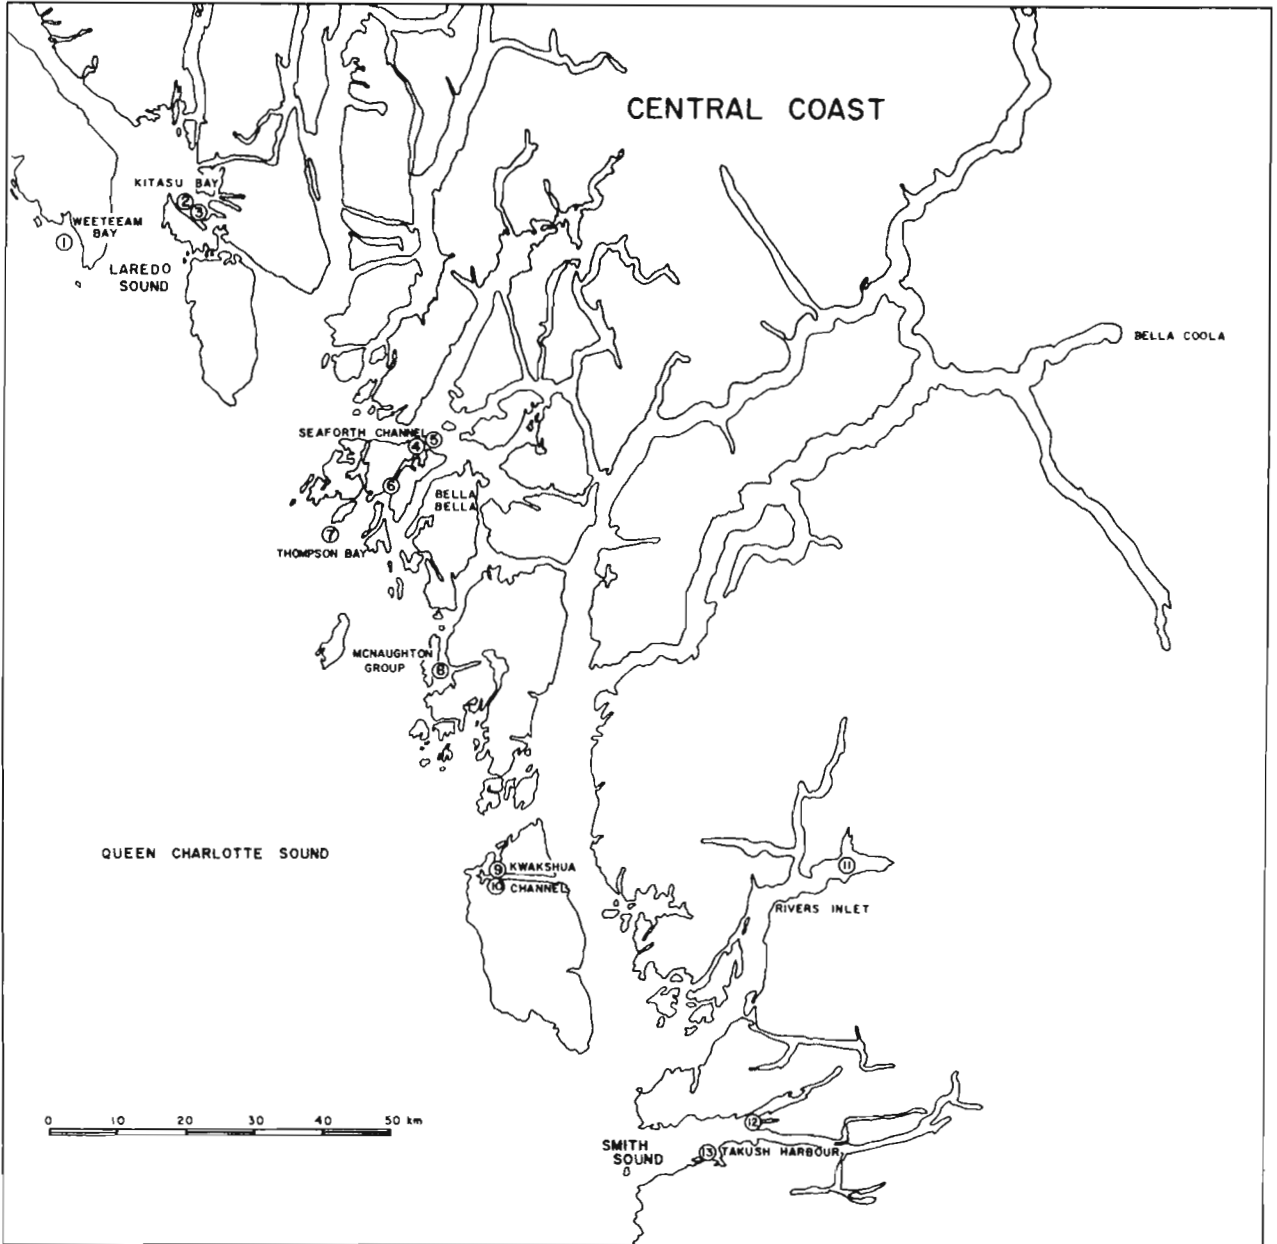 CENTRAL COAST
KITASU BAY
2
3
WEETEEAM
BAY
1
LAREDO
SOUND
BELLA COOLA
SEAFORTH CHANNEL
5
4
6
BELLA
BELLA
7
THOMPSON BAY
MCNAUGHTON
GROUP
8
QUEEN CHARLOTTE SOUND
9 KWAKSHUA
10 CHANNEL
11
RIVERS INLET
0 10 20 30 40 50 km
12
SMITH
SOUND
13 TAKUSH HARBOUR